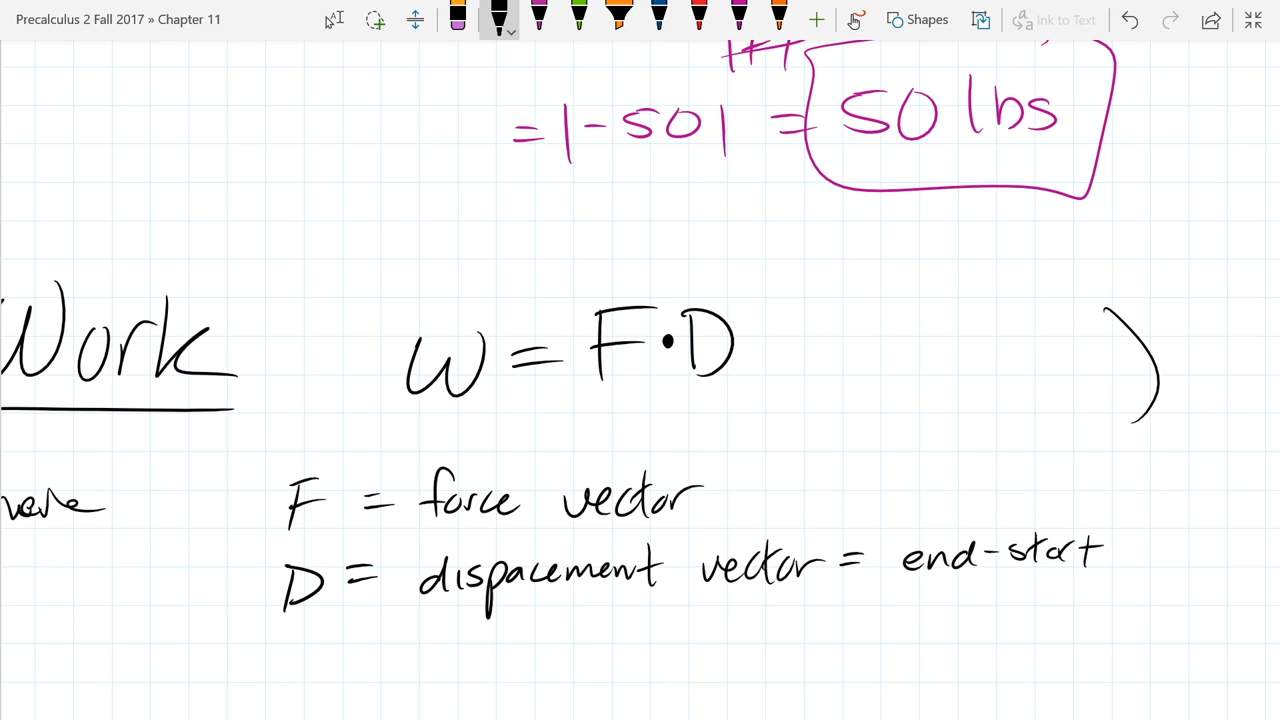 Precalculus 2 Fall 2017 » Chapter 11
Shapes
Ink to Text
= |-50| = 50 lbs
Work W = F·D )
F = force vector
D = dispacement vector = end-start